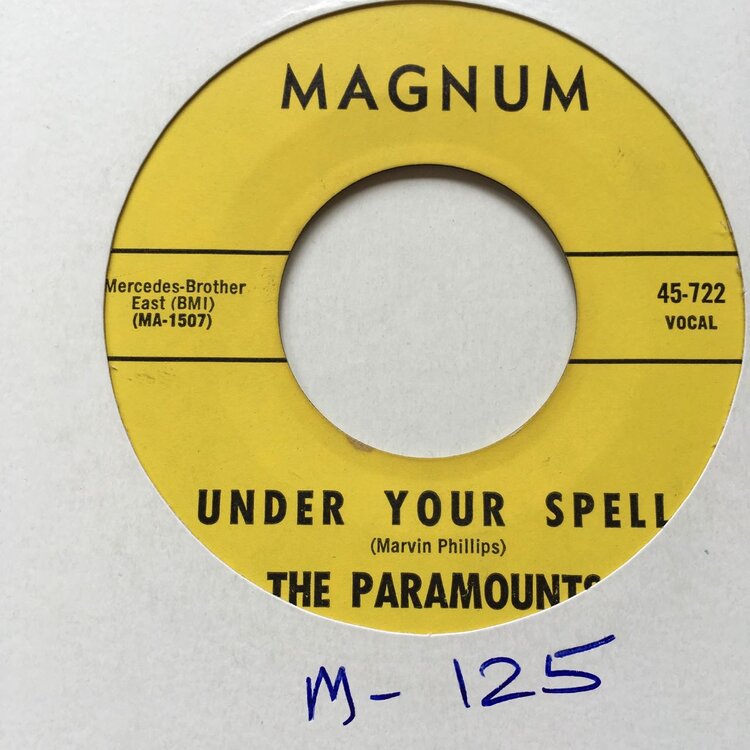 MAGNUM
Mercedes-Brother
East (BMI)
(MA-1507)
45-722
VOCAL
UNDER YOUR SPELL
(Marvin Phillips)
THE PARAMOUNTS
M- 125